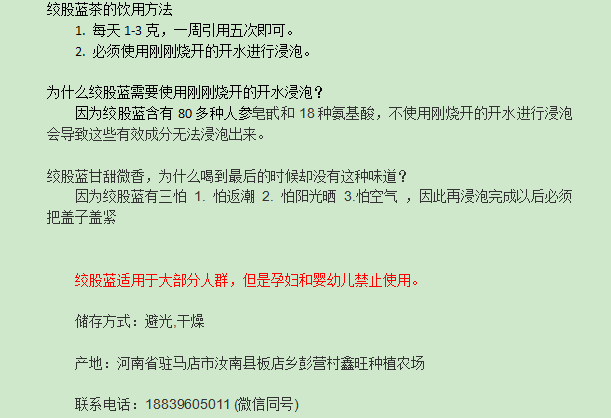 绞股蓝茶的饮用方法
1. 每天 1-3 克，一周引用五次即可。
2. 必须使用刚刚烧开的开水进行浸泡。
为什么绞股蓝需要使用刚刚烧开的开水浸泡？
因为绞股蓝含有 80 多种人参皂甙和 18 种氨基酸，不使用刚烧开的开水进行浸泡
会导致这些有效成分无法浸泡出来。
绞股蓝甘甜微香，为什么喝到最后的时候却没有这种味道？
因为绞股蓝有三怕 1. 怕返潮 2. 怕阳光晒 3.怕空气 ，因此再浸泡完成以后必须
把盖子盖紧
绞股蓝适用于大部分人群，但是孕妇和婴幼儿禁止使用。
储存方式：避光,干燥
产地：河南省驻马店市汝南县板店乡彭营村鑫旺种植农场
联系电话：18839605011 (微信同号)